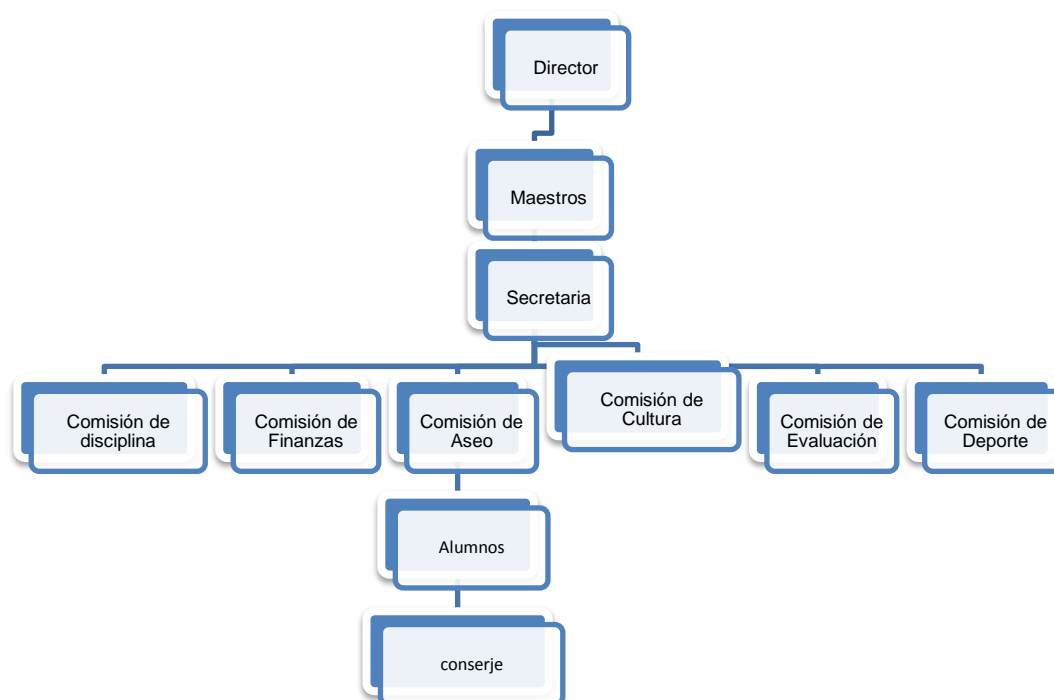 Director
Maestros
Secretaria
Comisión de
disciplina
Comisión de
Finanzas
Comisión de
Aseo
Comisión de
Cultura
Comisión de
Evaluación
Comisión de
Deporte
Alumnos
conserje